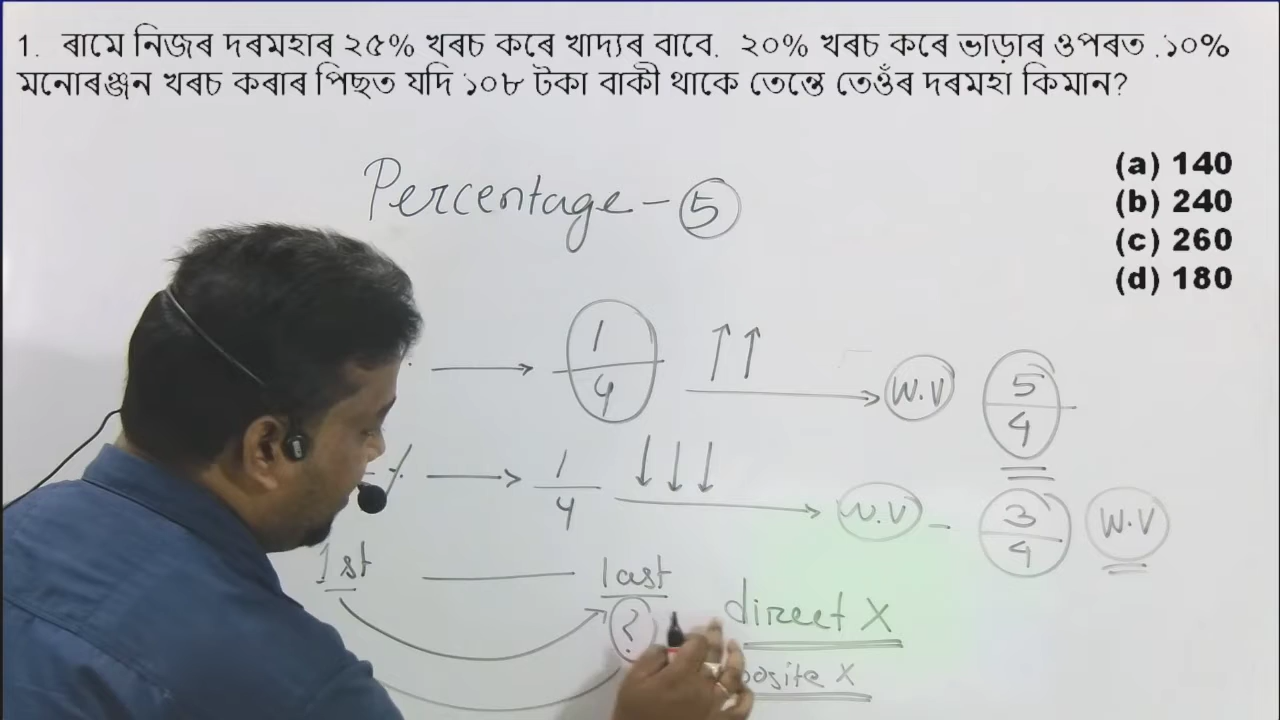 1. ৰামে নিজৰ দৰমহাৰ ২৫% খৰচ কৰে খাদ্যৰ বাবে. ২০% খৰচ কৰে ভাড়াৰ ওপৰত .১০%
মনোৰঞ্জন খৰচ কৰাৰ পিছত যদি ১০৮ টকা বাকী থাকে তেন্তে তেওঁৰ দৰমহা কিমান?
(a) 140
(b) 240
(c) 260
(d) 180
Percentage - 5
1/4 ↑↑ W.V 5/4
1/4 ↓↓↓ W.V - 3/4 W.V
1st last
? direct X
X